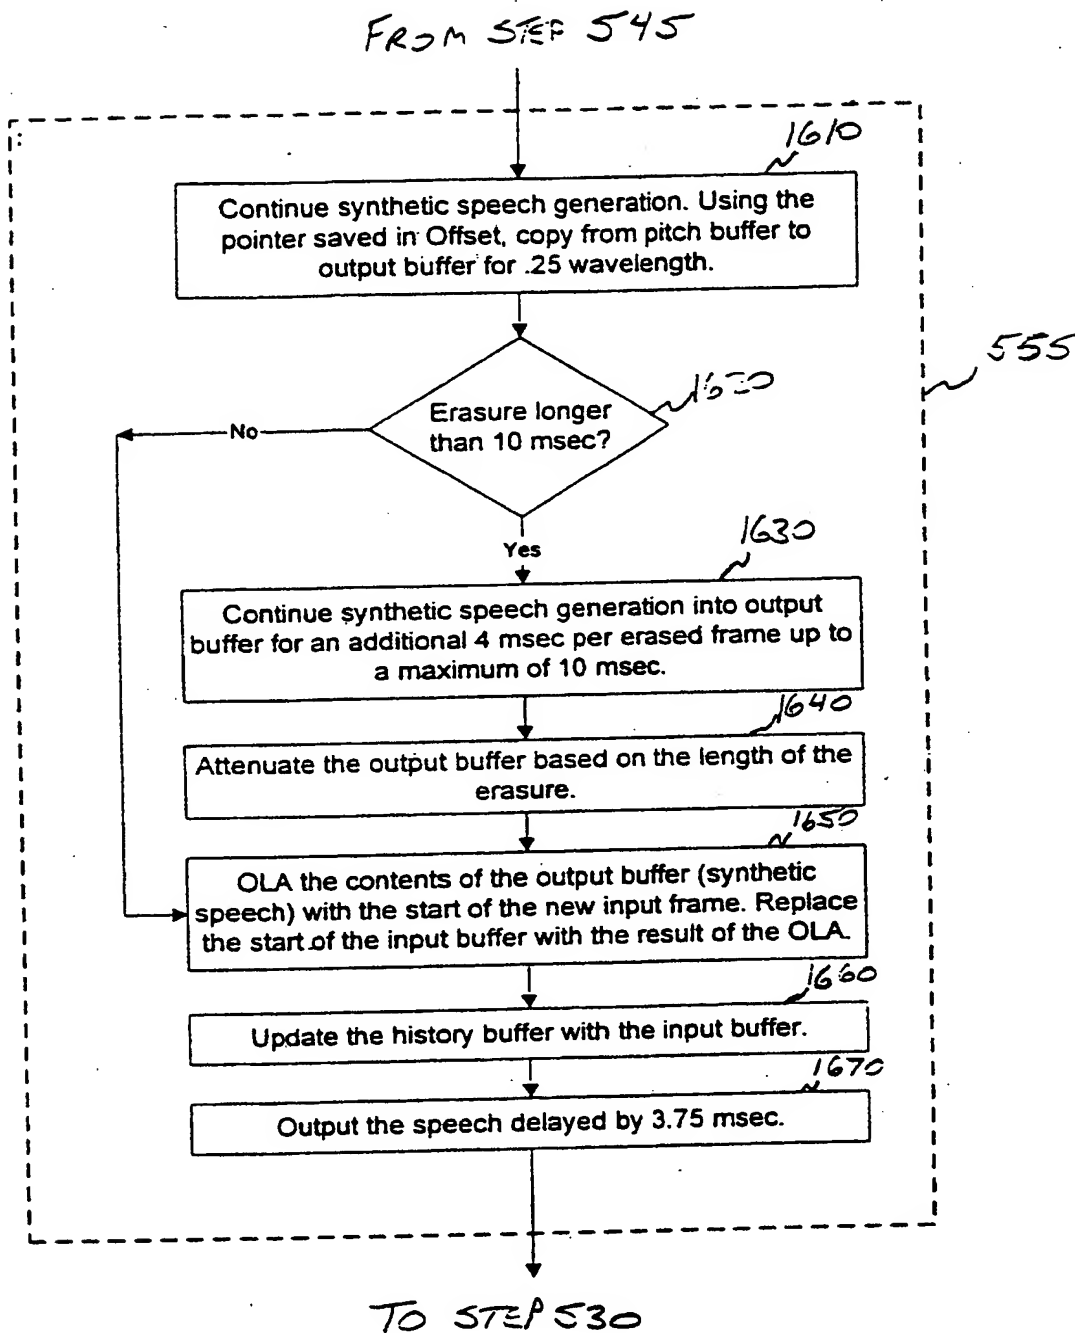 FROM STEP 545
1610
Continue synthetic speech generation. Using the
pointer saved in Offset, copy from pitch buffer to
output buffer for .25 wavelength.
555
1620
Erasure longer
than 10 msec?
No
Yes
1630
Continue synthetic speech generation into output
buffer for an additional 4 msec per erased frame up to
a maximum of 10 msec.
1640
Attenuate the output buffer based on the length of the
erasure.
1650
OLA the contents of the output buffer (synthetic
speech) with the start of the new input frame. Replace
the start of the input buffer with the result of the OLA.
1660
Update the history buffer with the input buffer.
1670
Output the speech delayed by 3.75 msec.
TO STEP 530